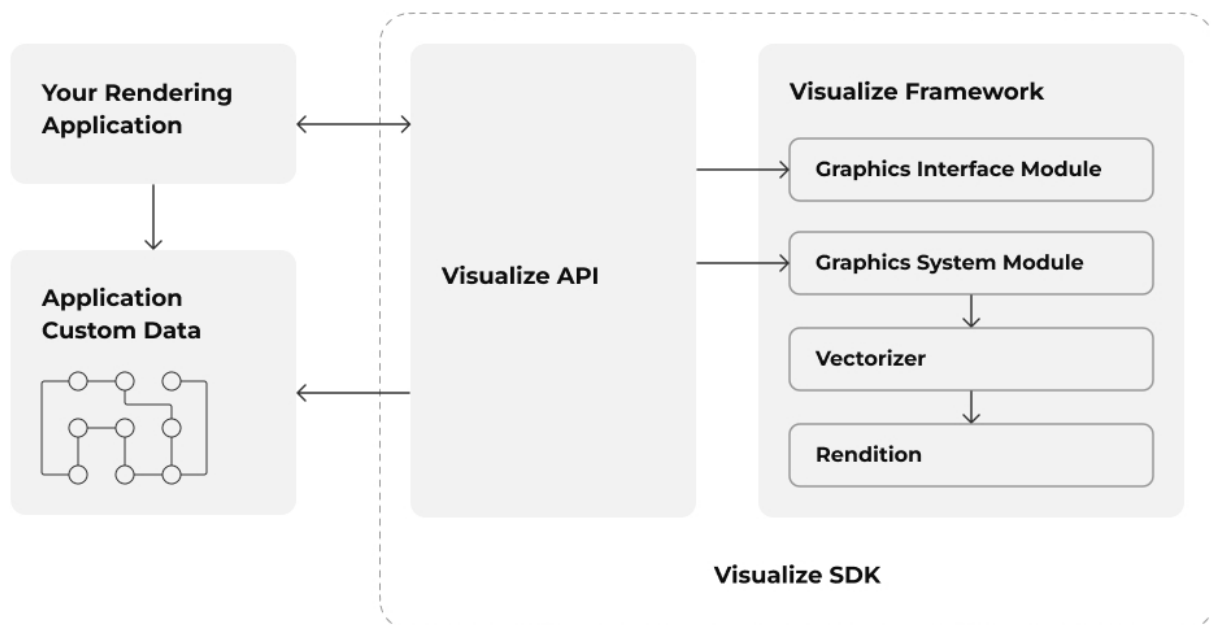 Your Rendering
Application
Application
Custom Data
Visualize API
Visualize Framework
Graphics Interface Module
Graphics System Module
Vectorizer
Rendition
Visualize SDK